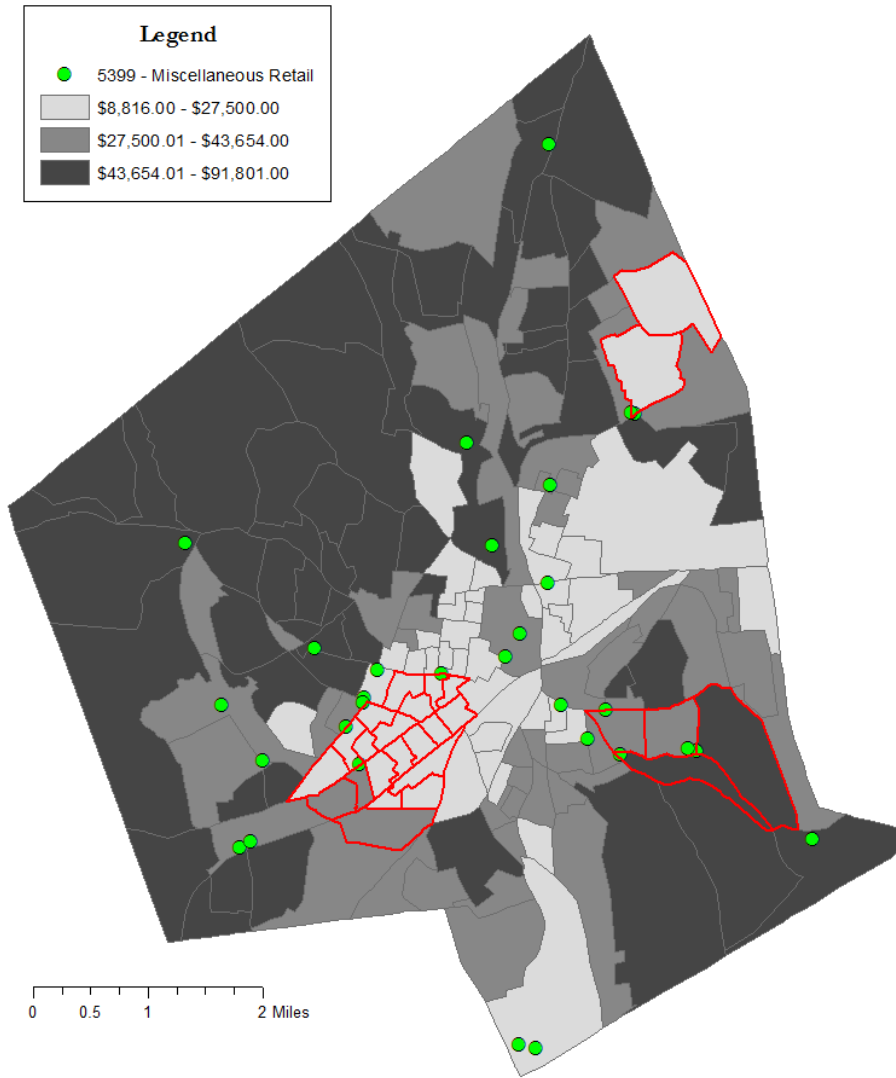 Legend
5399 - Miscellaneous Retail
$8,816.00 - $27,500.00
$27,500.01 - $43,654.00
$43,654.01 - $91,801.00
0 0.5 1 2 Miles